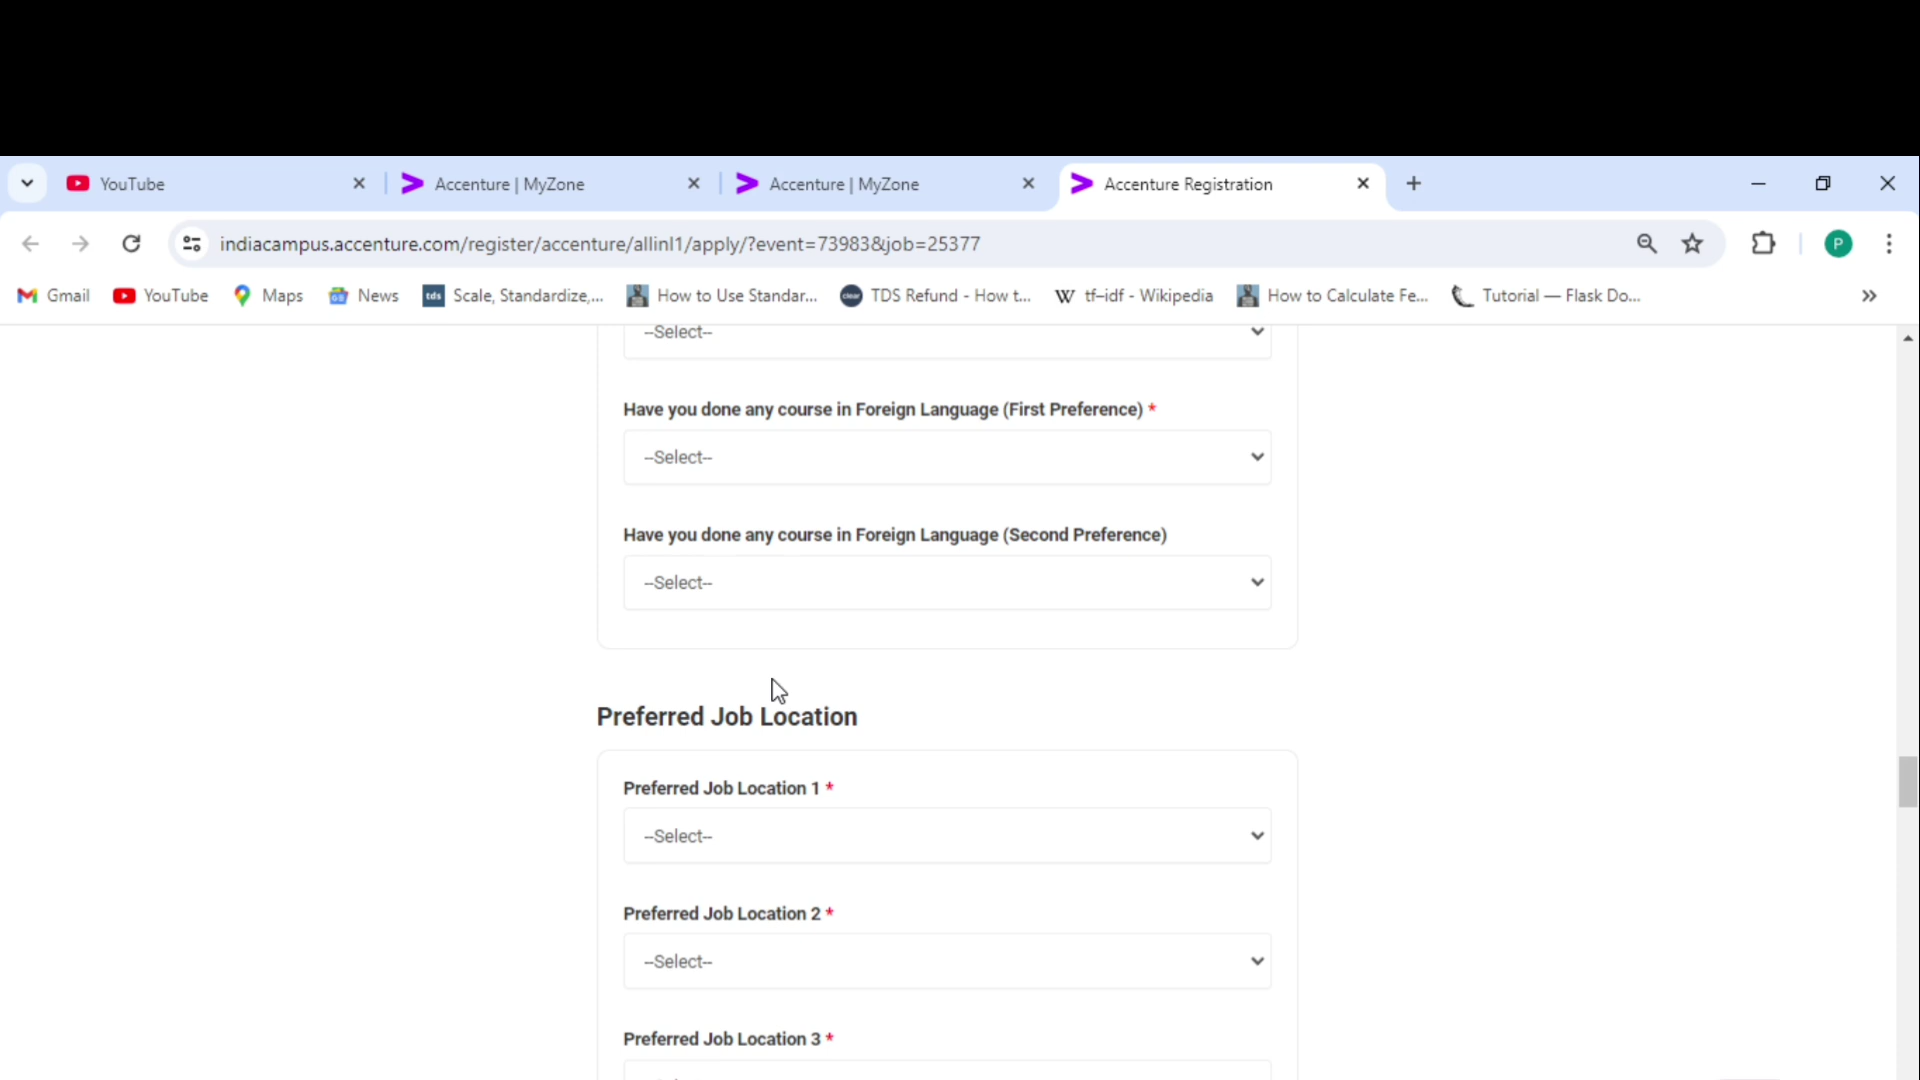 YouTube
Accenture | MyZone
Accenture | MyZone
Accenture Registration
indiacampus.accenture.com/register/accenture/allinl1/apply/?event=73983&job=25377
P
Gmail
YouTube
Maps
News
tds Scale, Standardize,...
How to Use Standar...
clear TDS Refund - How t...
W tf-idf - Wikipedia
How to Calculate Fe...
Tutorial — Flask Do...
--Select--
Have you done any course in Foreign Language (First Preference) *
--Select--
Have you done any course in Foreign Language (Second Preference)
--Select--
Preferred Job Location
Preferred Job Location 1 *
--Select--
Preferred Job Location 2 *
--Select--
Preferred Job Location 3 *